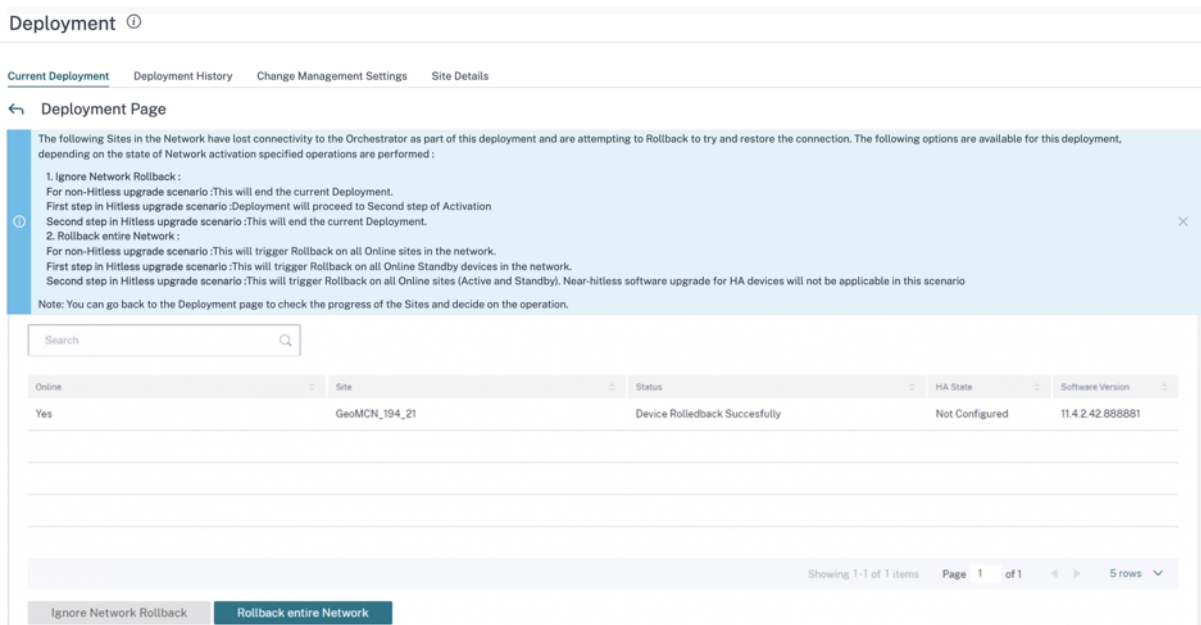 Deployment
Current Deployment Deployment History Change Management Settings Site Details
Deployment Page
The following Sites in the Network have lost connectivity to the Orchestrator as part of this deployment and are attempting to Rollback to try and restore the connection. The following options are available for this deployment,
depending on the state of Network activation specified operations are performed :
1. Ignore Network Rollback :
For non-Hitless upgrade scenario :This will end the current Deployment.
First step in Hitless upgrade scenario :Deployment will proceed to Second step of Activation
Second step in Hitless upgrade scenario :This will end the current Deployment.
2. Rollback entire Network :
For non-Hitless upgrade scenario :This will trigger Rollback on all Online sites in the network.
First step in Hitless upgrade scenario :This will trigger Rollback on all Online Standby devices in the network.
Second step in Hitless upgrade scenario :This will trigger Rollback on all Online sites (Active and Standby). Near-hitless software upgrade for HA devices will not be applicable in this scenario
Note: You can go back to the Deployment page to check the progress of the Sites and decide on the operation.
Search
Online Site Status HA State Software Version
Yes GeoMCN_194_21 Device Rolledback Succesfully Not Configured 11.4.2.42.888881
Showing 1-1 of 1 items Page 1 of 1 5 rows
Ignore Network Rollback Rollback entire Network